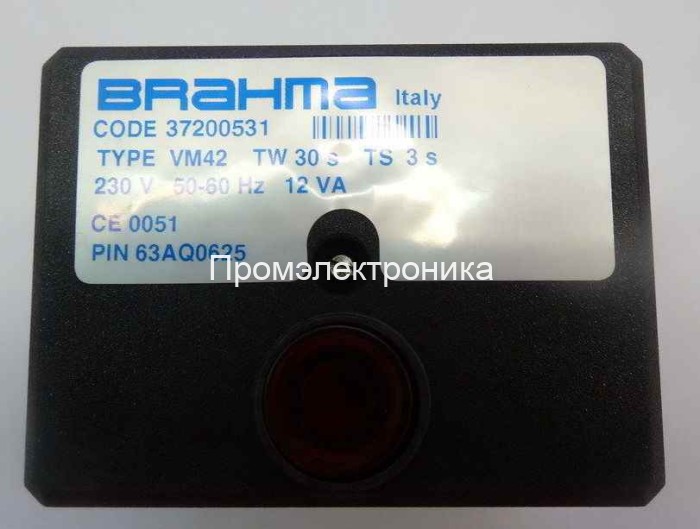 BRAHMA Italy
CODE 37200531
TYPE VM42 TW 30 s TS 3 s
230 V 50-60 Hz 12 VA
CE 0051
PIN 63AQ0625
Промэлектроника